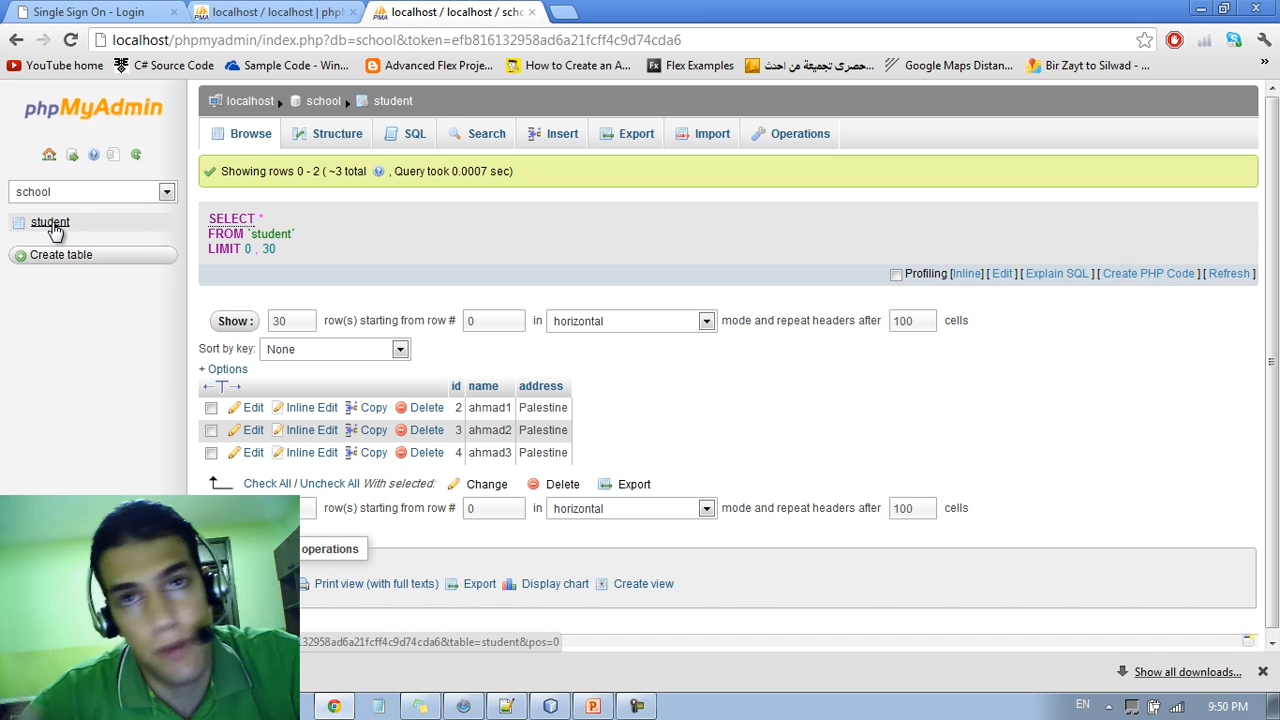 Single Sign On - Login
localhost / localhost | phpM
localhost / localhost / scho
localhost/phpmyadmin/index.php?db=school&token=efb816132958ad6a21fcff4c9d74cda6
YouTube home
C# Source Code
Sample Code - Win...
Advanced Flex Proje...
How to Create an A...
Flex Examples
حصرى تجميعة من احث...
Google Maps Distan...
Bir Zayt to Silwad - ...
phpMyAdmin
localhost
school
student
Browse
Structure
SQL
Search
Insert
Export
Import
Operations
school
student
Create table
Showing rows 0 - 2 ( ~3 total , Query took 0.0007 sec)
SELECT *
FROM `student`
LIMIT 0 , 30
Profiling [Inline] [ Edit ] [ Explain SQL ] [ Create PHP Code ] [ Refresh ]
Show : 30 row(s) starting from row # 0 in horizontal mode and repeat headers after 100 cells
Sort by key: None
+ Options
←T→ id name address
Edit Inline Edit Copy Delete 2 ahmad1 Palestine
Edit Inline Edit Copy Delete 3 ahmad2 Palestine
Edit Inline Edit Copy Delete 4 ahmad3 Palestine
Check All / Uncheck All With selected: Change Delete Export
row(s) starting from row # 0 in horizontal mode and repeat headers after 100 cells
operations
Print view (with full texts) Export Display chart Create view
32958ad6a21fcff4c9d74cda6&table=student&pos=0
Show all downloads...
EN
9:50 PM